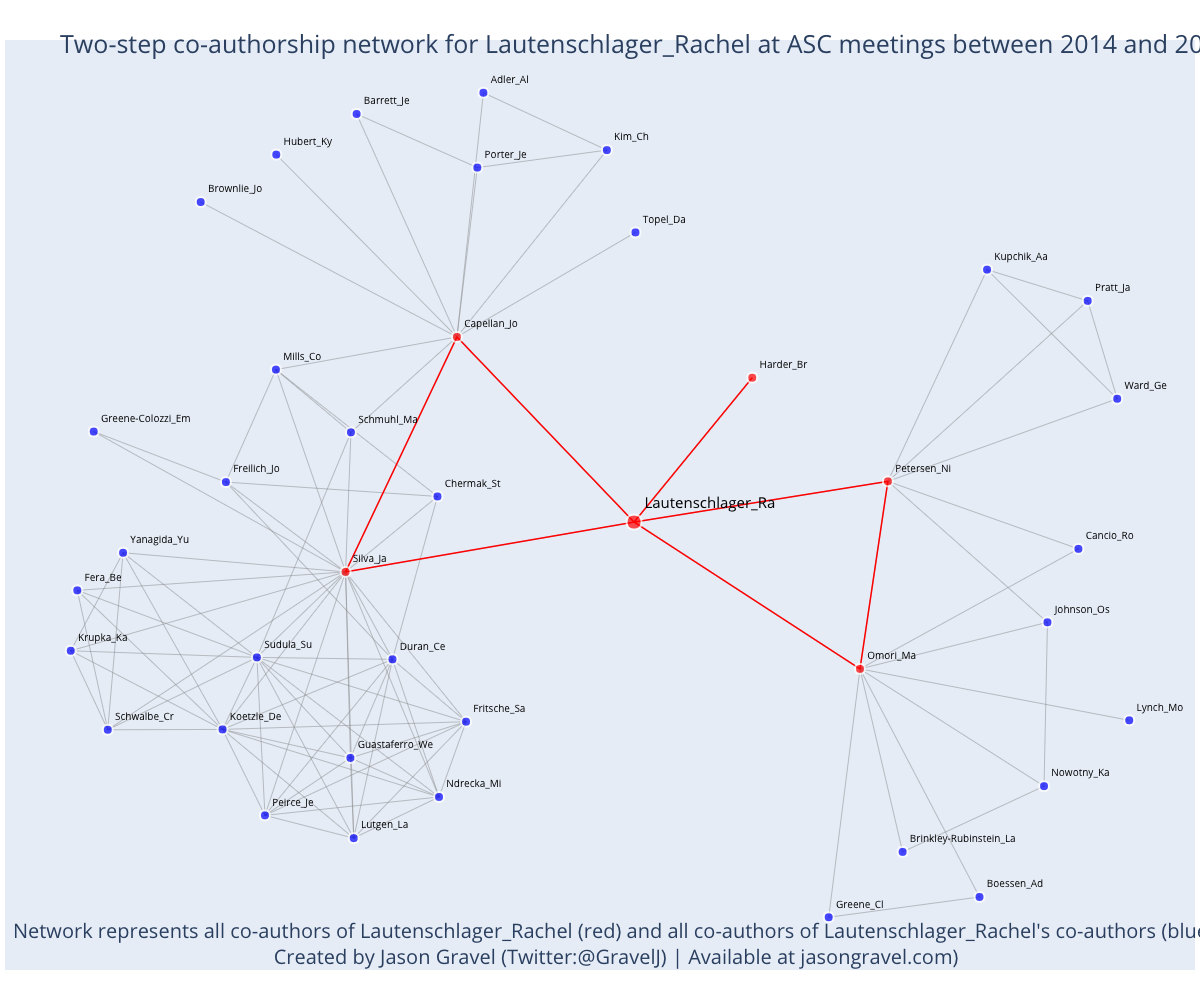 Two-step co-authorship network for Lautenschlager_Rachel at ASC meetings between 2014 and 20
Adler_Al
Barrett_Je
Kim_Ch
Hubert_Ky
Porter_Je
Brownlie_Jo
Topel_Da
Kupchik_Aa
Pratt_Ja
Capellan_Jo
Mills_Co
Harder_Br
Ward_Ge
Greene-Colozzi_Em
Schmuhl_Ma
Freilich_Jo
Petersen_Ni
Chermak_St
Lautenschlager_Ra
Cancio_Ro
Yanagida_Yu
Silva_Ja
Fera_Be
Johnson_Os
Krupka_Ka
Sudula_Su
Duran_Ce
Omori_Ma
Schwalbe_Cr
Koetzle_De
Fritsche_Sa
Lynch_Mo
Guastaferro_We
Nowotny_Ka
Ndrecka_Mi
Peirce_Je
Lutgen_La
Brinkley-Rubinstein_La
Boessen_Ad
Greene_Cl
Network represents all co-authors of Lautenschlager_Rachel (red) and all co-authors of Lautenschlager_Rachel's co-authors (blue
Created by Jason Gravel (Twitter:@GravelJ) | Available at jasongravel.com)